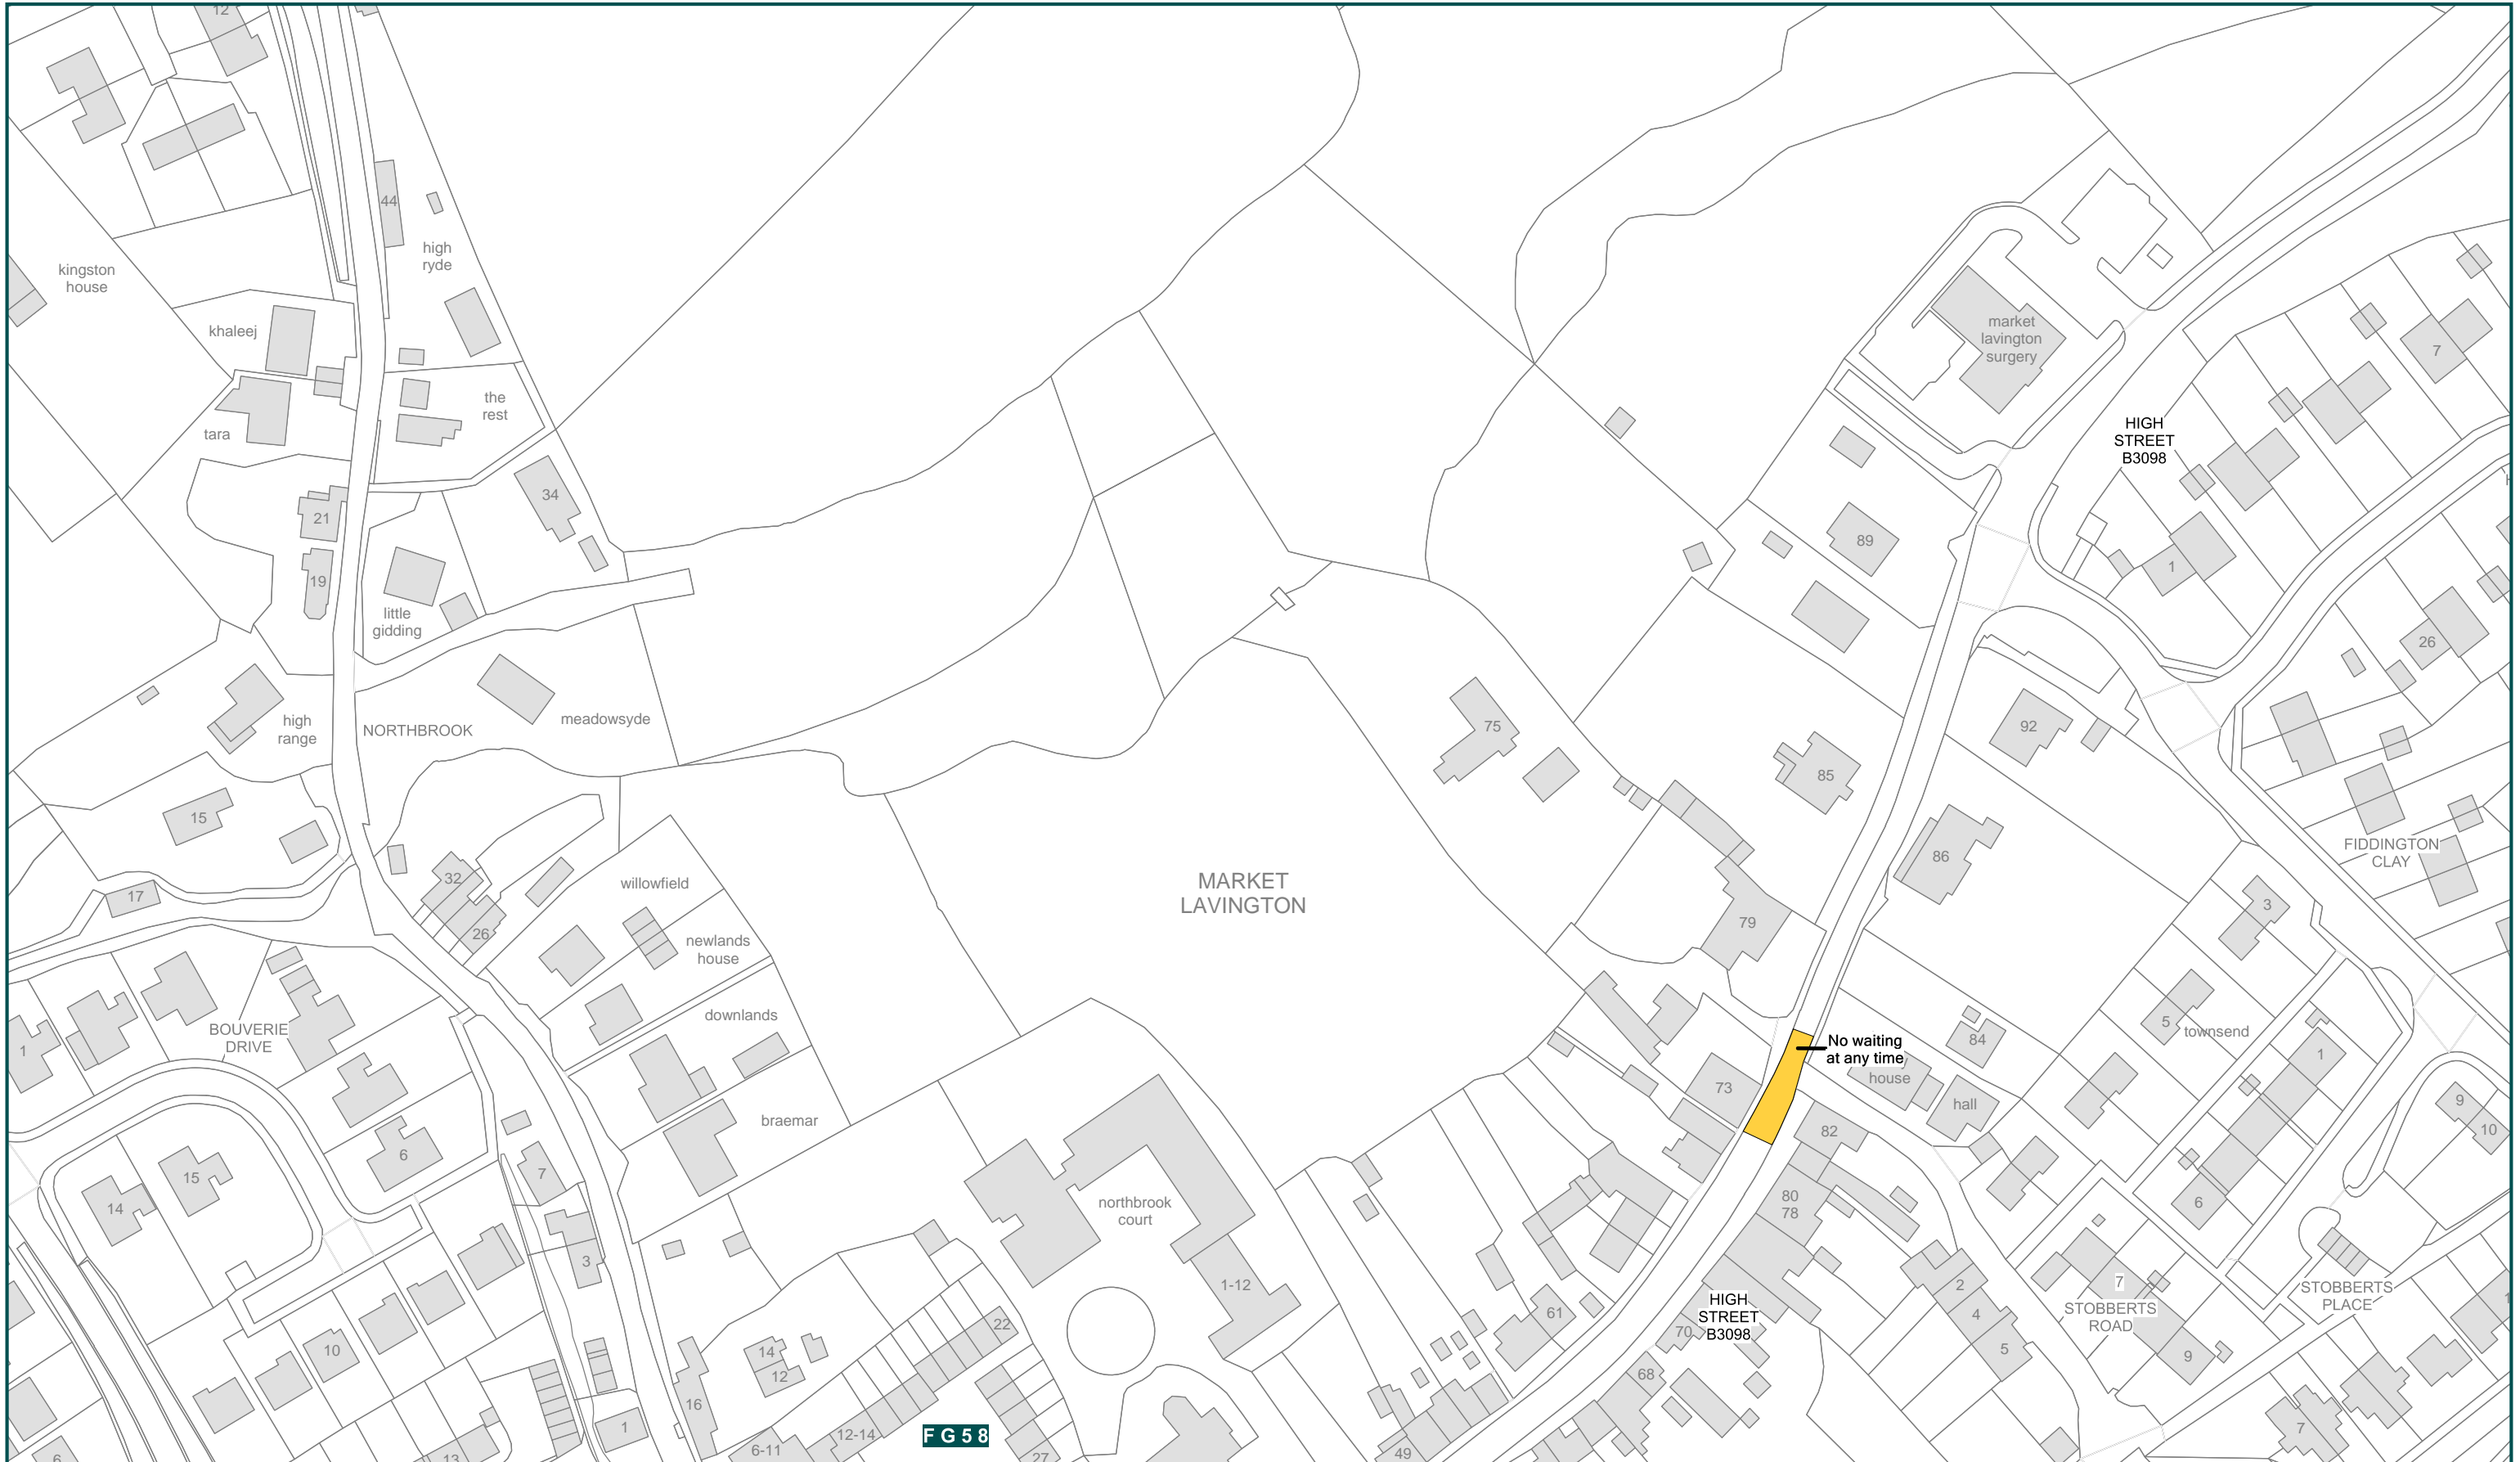 12
44
high
ryde
kingston
house
khaleej
market
lavington
surgery
7
the
rest
tara
HIGH
STREET
B3098
34
21
89
19
1
little
gidding
26
high
range
NORTHBROOK
meadowsyde
75
92
85
15
FIDDINGTON
CLAY
86
32
willowfield
MARKET
LAVINGTON
17
3
26
79
newlands
house
downlands
5
townsend
BOUVERIE
DRIVE
1
84
No waiting
at any time
1
house
73
hall
9
braemar
82
10
6
7
15
14
80
78
northbrook
court
6
3
1-12
2
7
STOBBERTS
PLACE
61
4
STOBBERTS
ROAD
HIGH
STREET
B3098
22
70
10
14
12
5
9
68
16
1
12-14
F G 5 8
6-11
27
49
7
13
6